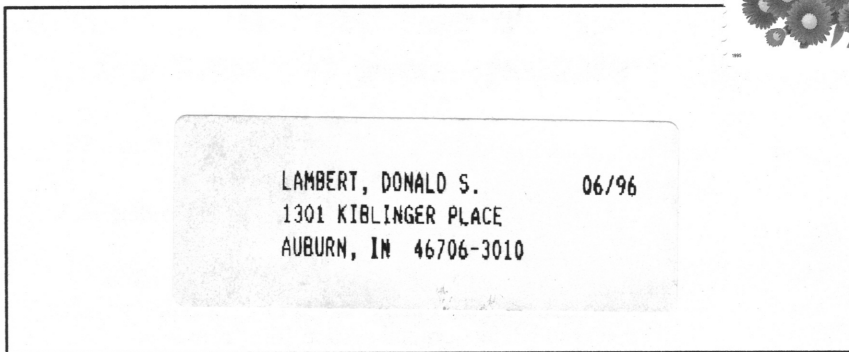 LAMBERT, DONALD S. 06/96
1301 KIBLINGER PLACE
AUBURN, IN 46706-3010